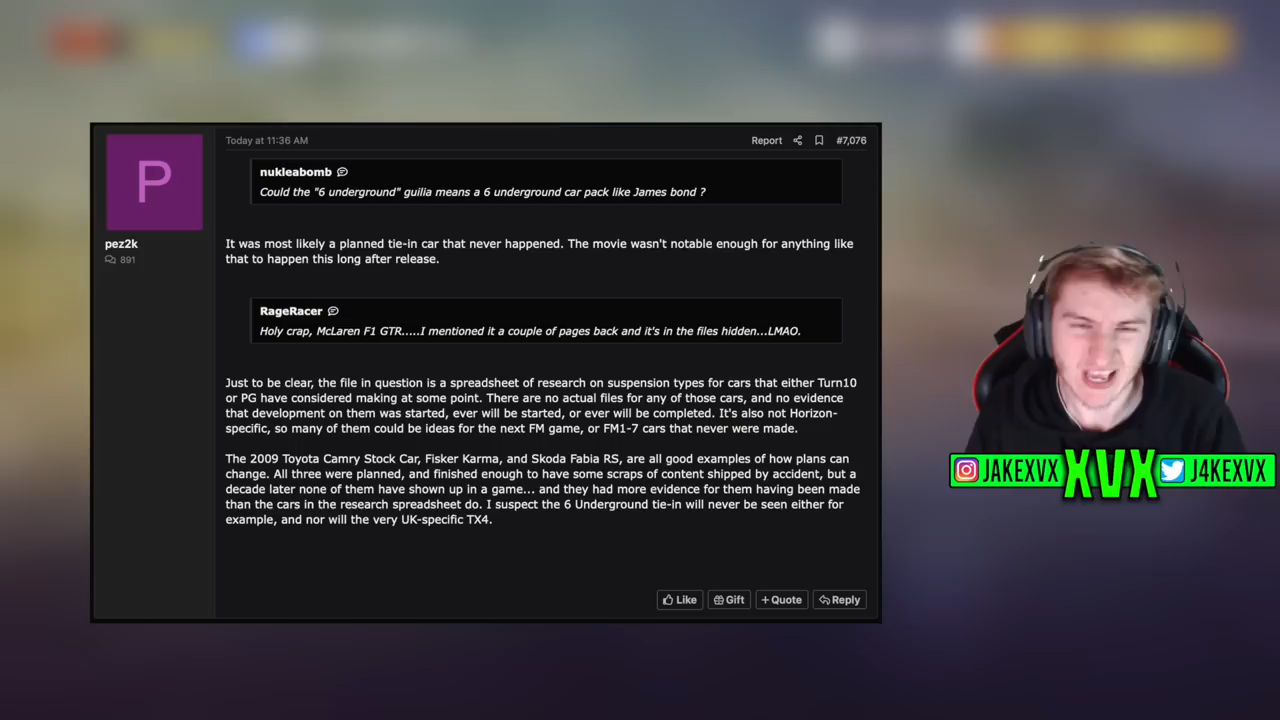 Today at 11:36 AM
Report
#7,076
P
pez2k
891
nukleabomb
Could the "6 underground" guilia means a 6 underground car pack like James bond ?
It was most likely a planned tie-in car that never happened. The movie wasn't notable enough for anything like
that to happen this long after release.
RageRacer
Holy crap, McLaren F1 GTR.....I mentioned it a couple of pages back and it's in the files hidden...LMAO.
Just to be clear, the file in question is a spreadsheet of research on suspension types for cars that either Turn10
or PG have considered making at some point. There are no actual files for any of those cars, and no evidence
that development on them was started, ever will be started, or ever will be completed. It's also not Horizon-
specific, so many of them could be ideas for the next FM game, or FM1-7 cars that never were made.
The 2009 Toyota Camry Stock Car, Fisker Karma, and Skoda Fabia RS, are all good examples of how plans can
change. All three were planned, and finished enough to have some scraps of content shipped by accident, but a
decade later none of them have shown up in a game... and they had more evidence for them having been made
than the cars in the research spreadsheet do. I suspect the 6 Underground tie-in will never be seen either for
example, and nor will the very UK-specific TX4.
Like
Gift
+ Quote
Reply
JAKEXVX
XVX
J4KEXVX